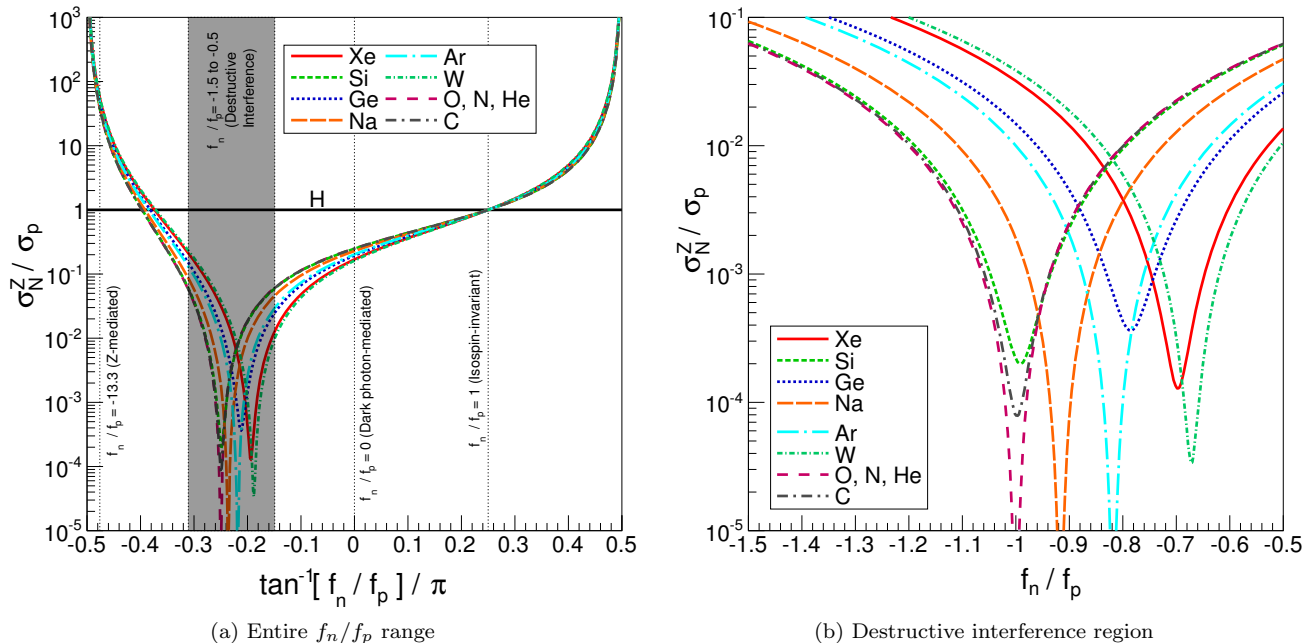 10^3
10^2
10
1
10^-1
10^-2
10^-3
10^-4
10^-5
σ_N^Z / σ_p
f_n / f_p = -13.3 (Z-mediated)
f_n / f_p = -1.5 to -0.5
(Destructive
Interference)
Xe
Si
Ge
Na
Ar
W
O, N, He
C
H
f_n / f_p = 0 (Dark photon-mediated)
f_n / f_p = 1 (Isospin-invariant)
-0.5 -0.4 -0.3 -0.2 -0.1 0 0.1 0.2 0.3 0.4 0.5
tan^-1[ f_n / f_p ] / π
(a) Entire f_n/f_p range
10^-1
10^-2
10^-3
10^-4
10^-5
σ_N^Z / σ_p
Xe
Si
Ge
Na
Ar
W
O, N, He
C
-1.5 -1.4 -1.3 -1.2 -1.1 -1 -0.9 -0.8 -0.7 -0.6 -0.5
f_n / f_p
(b) Destructive interference region